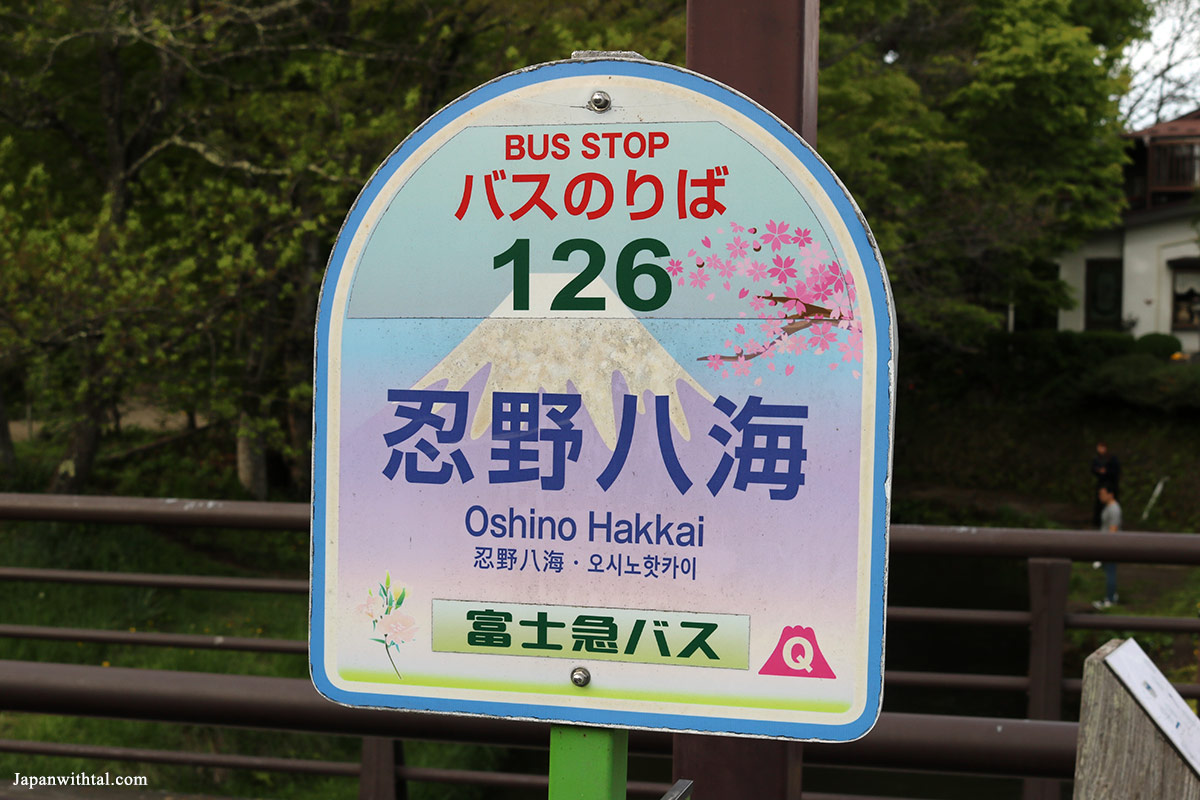 BUS STOP
バスのりば
126
忍野八海
Oshino Hakkai
忍野八海・오시노핫카이
富士急バス
Q
Japanwithtal.com